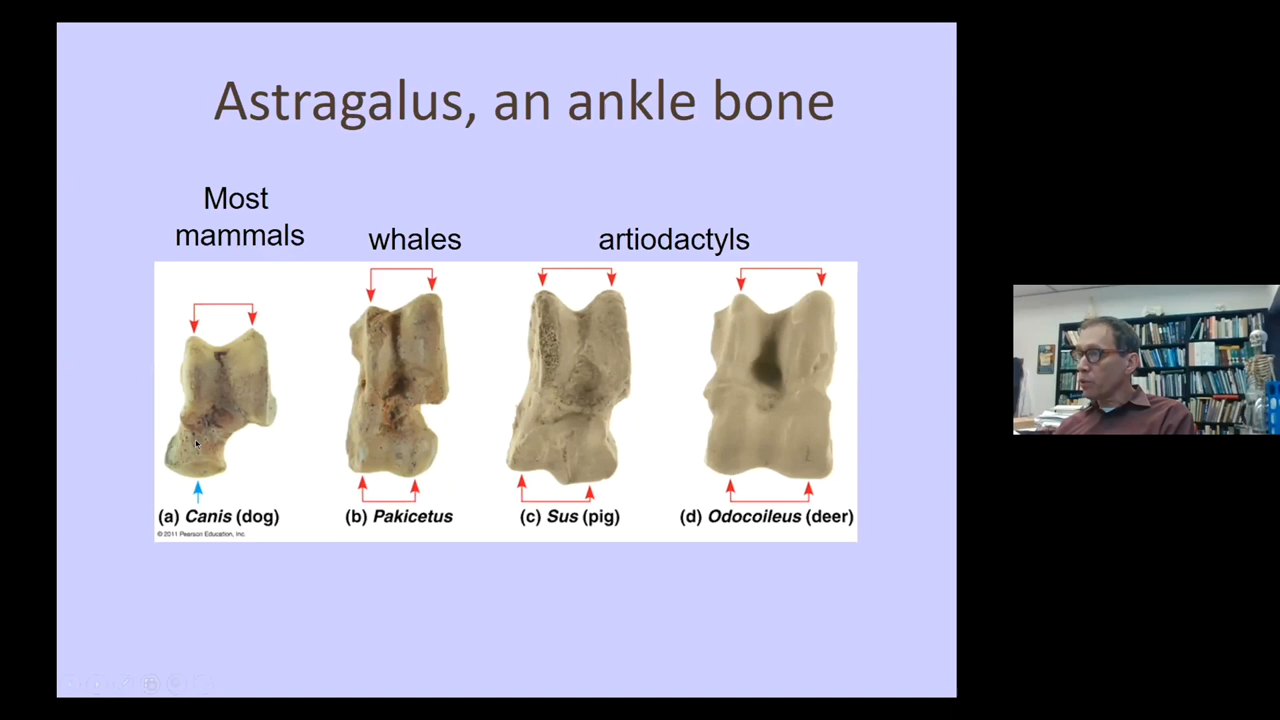 Astragalus, an ankle bone
Most
mammals
whales
artiodactyls
(a) Canis (dog)
(b) Pakicetus
(c) Sus (pig)
(d) Odocoileus (deer)
© 2011 Pearson Education, Inc.